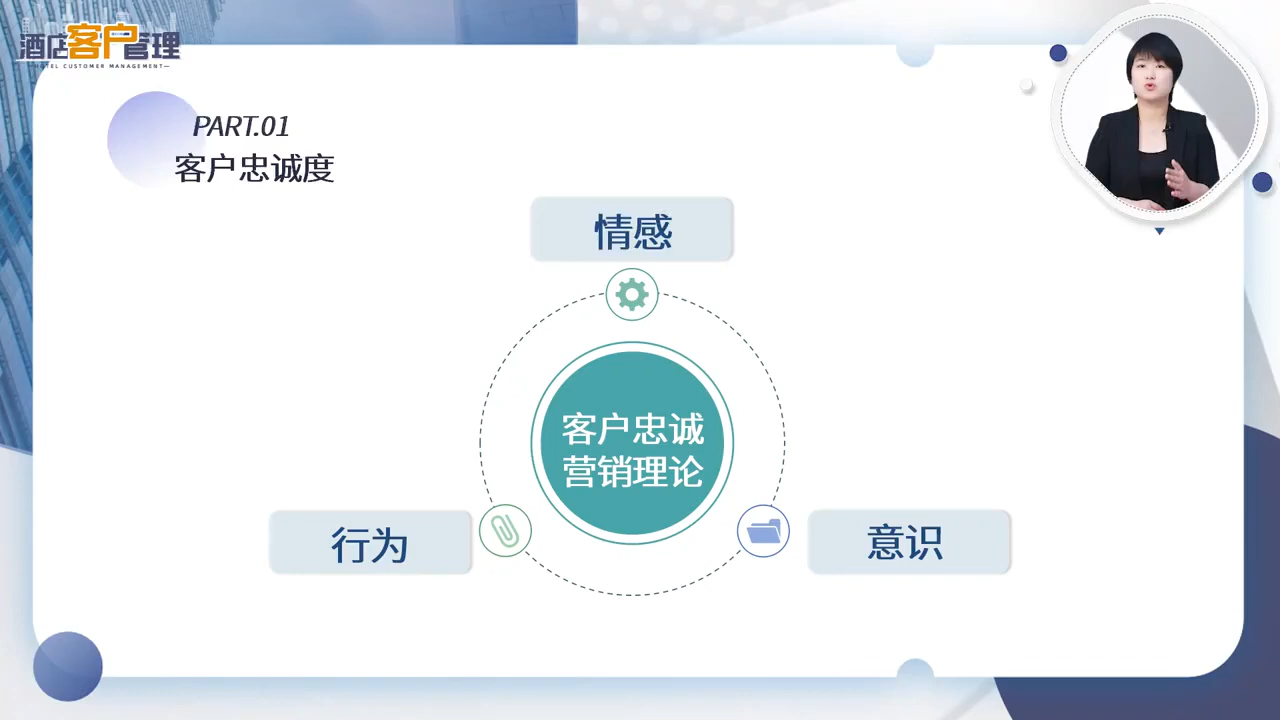 酒店客户管理
HOTEL CUSTOMER MANAGEMENT
PART.01
客户忠诚度
情感
客户忠诚
营销理论
行为
意识